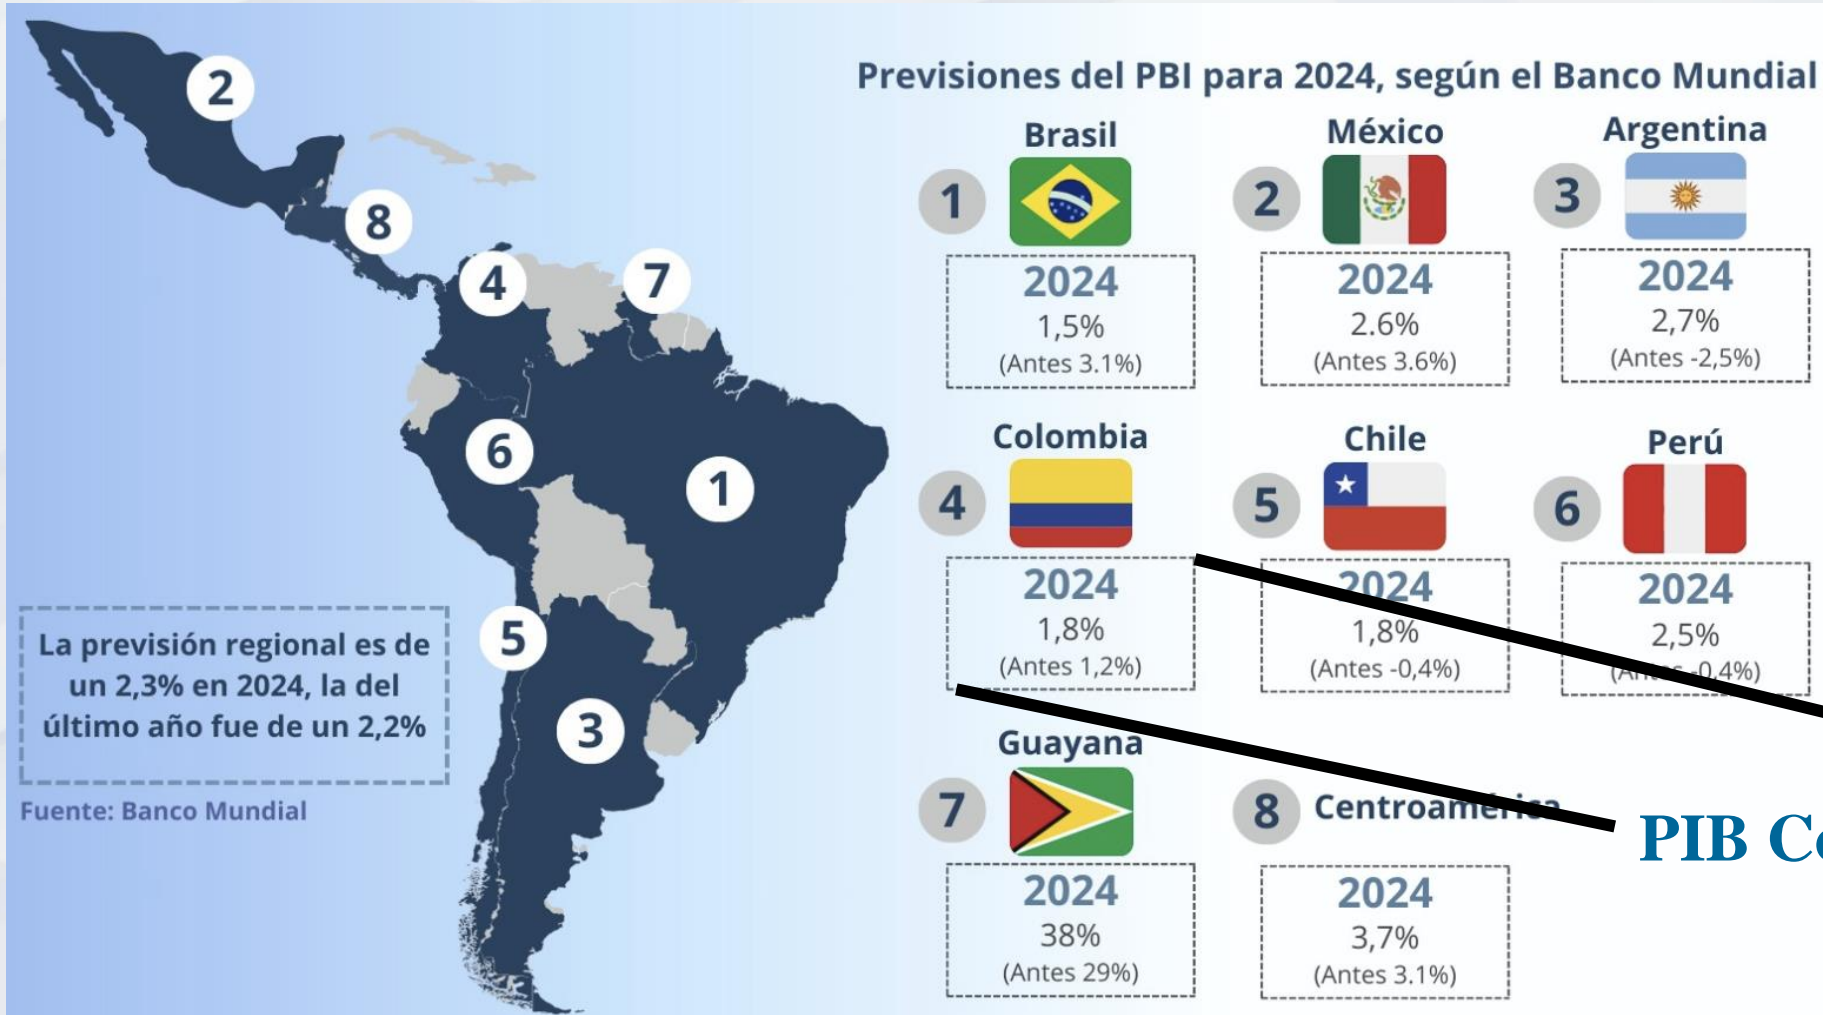 Previsiones del PBI para 2024, según el Banco Mundial
Brasil
1
2024
1,5%
(Antes 3.1%)
México
2
2024
2.6%
(Antes 3.6%)
Argentina
3
2024
2,7%
(Antes -2,5%)
Colombia
4
2024
1,8%
(Antes 1,2%)
Chile
5
2024
1,8%
(Antes -0,4%)
Perú
6
2024
2,5%
(Antes -0,4%)
Guayana
7
2024
38%
(Antes 29%)
8
Centroamérica
2024
3,7%
(Antes 3.1%)
PIB
2
8
4
7
6
1
5
3
La previsión regional es de
un 2,3% en 2024, la del
último año fue de un 2,2%
Fuente: Banco Mundial